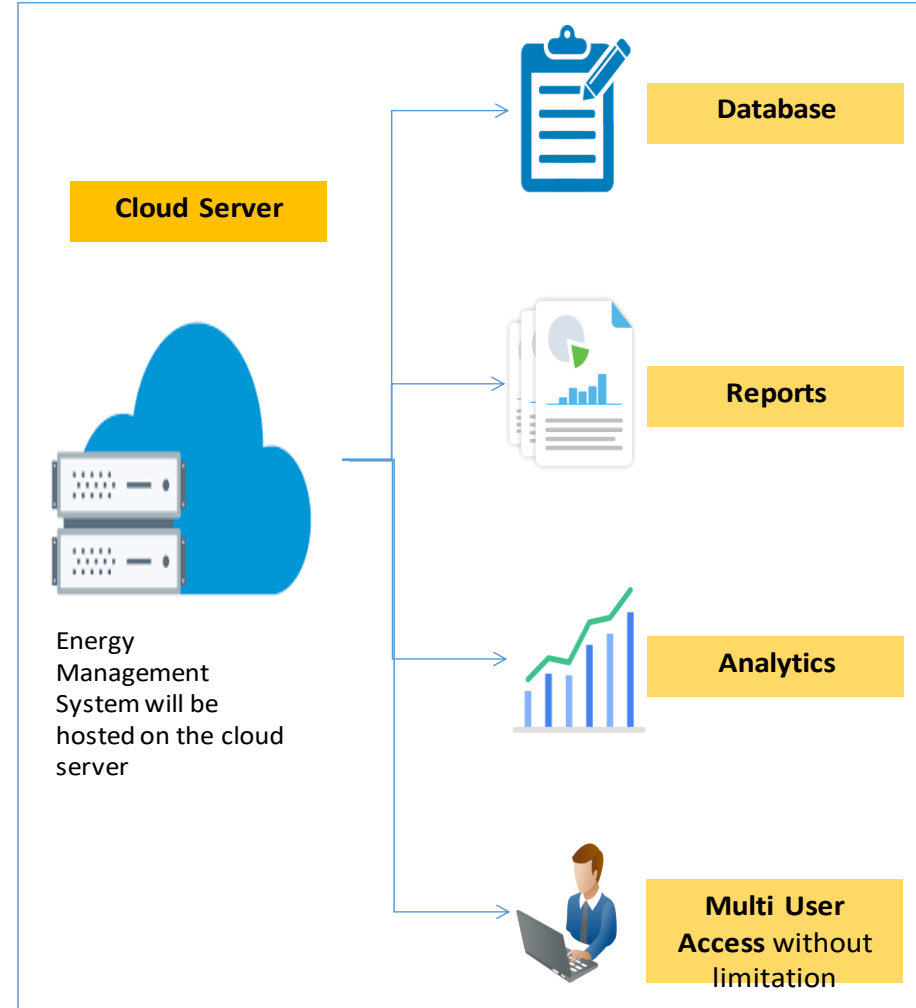 Database
Cloud Server
Reports
Energy
Management
System will be
hosted on the cloud
server
Analytics
Multi User
Access without
limitation